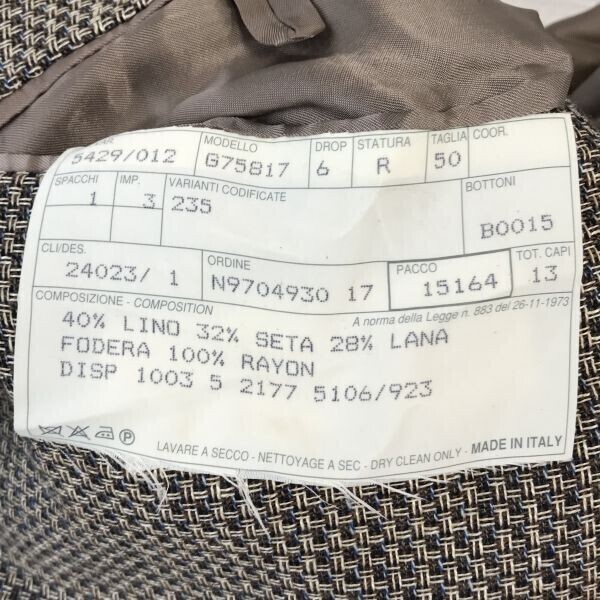 MODELLO DROP STATURA TAGLIA COOR.
5429/012 G75817 6 R 50
SPACCHI IMP. VARIANTI CODIFICATE BOTTONI
1 3 235 B0015
CLI/DES. ORDINE PACCO TOT. CAPI
24023/ 1 N9704930 17 15164 13
COMPOSIZIONE - COMPOSITION A norma della Legge n. 883 del 26-11-1973
40% LINO 32% SETA 28% LANA
FODERA 100% RAYON
DISP 1003 5 2177 5106/923
P LAVARE A SECCO - NETTOYAGE A SEC - DRY CLEAN ONLY - MADE IN ITALY